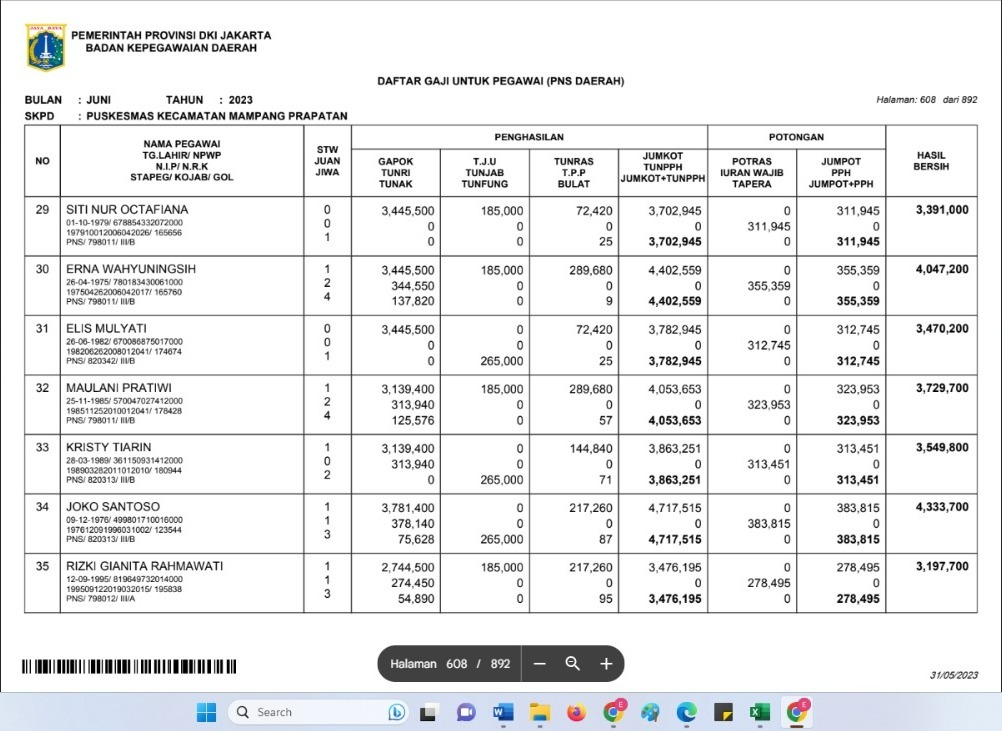 JAYA RAYA
PEMERINTAH PROVINSI DKI JAKARTA
BADAN KEPEGAWAIAN DAERAH
DAFTAR GAJI UNTUK PEGAWAI (PNS DAERAH)
BULAN : JUNI TAHUN : 2023 Halaman: 608 dari 892
SKPD : PUSKESMAS KECAMATAN MAMPANG PRAPATAN
NO NAMA PEGAWAI TG.LAHIR/ NPWP N.I.P/ N.R.K STAPEG/ KOJAB/ GOL STW JUAN JIWA PENGHASILAN POTONGAN HASIL BERSIH
GAPOK T.J.U TUNRAS JUMKOT POTRAS JUMPOT
TUNRI TUNJAB T.P.P TUNPPH IURAN WAJIB PPH
TUNAK TUNFUNG BULAT JUMKOT+TUNPPH TAPERA JUMPOT+PPH
29 SITI NUR OCTAFIANA 0 3,445,500 185,000 72,420 3,702,945 0 311,945 3,391,000
01-10-1979/ 678854332072000 0 0 0 0 0 311,945 0
197910012006042026/ 165656
PNS/ 798011/ III/B 1 0 0 25 3,702,945 0 311,945
30 ERNA WAHYUNINGSIH 1 3,445,500 185,000 289,680 4,402,559 0 355,359 4,047,200
26-04-1975/ 780183430061000 2 344,550 0 0 0 355,359 0
197504262006042017/ 165760
PNS/ 798011/ III/B 4 137,820 0 9 4,402,559 0 355,359
31 ELIS MULYATI 0 3,445,500 0 72,420 3,782,945 0 312,745 3,470,200
26-06-1982/ 670086875017000 0 0 0 0 0 312,745 0
198206262008012041/ 174674
PNS/ 820342/ III/B 1 0 265,000 25 3,782,945 0 312,745
32 MAULANI PRATIWI 1 3,139,400 185,000 289,680 4,053,653 0 323,953 3,729,700
25-11-1985/ 570047027412000 2 313,940 0 0 0 323,953 0
198511252010012041/ 178428
PNS/ 798011/ III/B 4 125,576 0 57 4,053,653 0 323,953
33 KRISTY TIARIN 1 3,139,400 0 144,840 3,863,251 0 313,451 3,549,800
28-03-1989/ 361150931412000 0 313,940 0 0 0 313,451 0
198903282011012010/ 180944
PNS/ 820313/ III/B 2 0 265,000 71 3,863,251 0 313,451
34 JOKO SANTOSO 1 3,781,400 0 217,260 4,717,515 0 383,815 4,333,700
09-12-1976/ 499801710016000 1 378,140 0 0 0 383,815 0
197612091996031002/ 123544
PNS/ 820313/ III/B 3 75,628 265,000 87 4,717,515 0 383,815
35 RIZKI GIANITA RAHMAWATI 1 2,744,500 185,000 217,260 3,476,195 0 278,495 3,197,700
12-09-1995/ 819649732014000 1 274,450 0 0 0 278,495 0
199509122019032015/ 195838
PNS/ 798012/ III/A 3 54,890 0 95 3,476,195 0 278,495
Halaman 608 / 892
31/05/2023
Search